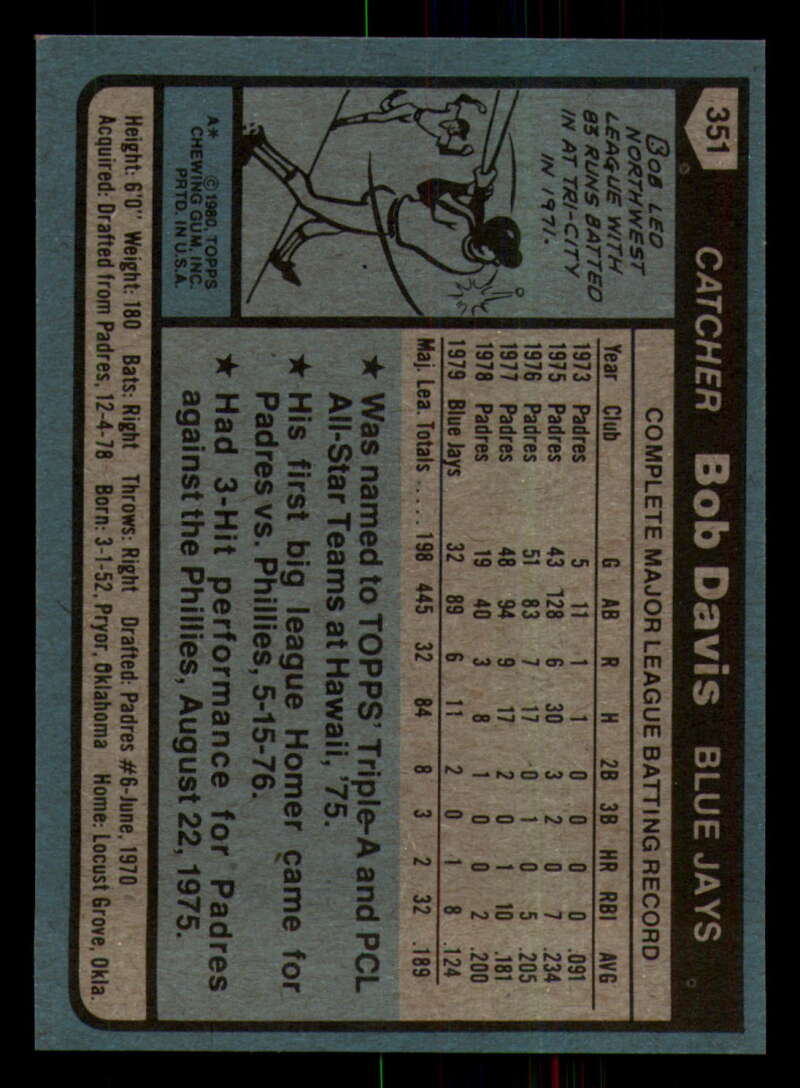 351
CATCHER Bob Davis BLUE JAYS
BOB LED
NORTHWEST
LEAGUE WITH
83 RUNS BATTED
IN AT TRI-CITY
IN 1971.
COMPLETE MAJOR LEAGUE BATTING RECORD
Year Club G AB R H 2B 3B HR RBI AVG
1973 Padres 5 11 1 1 0 0 0 0 .091
1975 Padres 43 128 6 30 3 2 0 7 .234
1976 Padres 51 83 7 17 0 1 0 5 .205
1977 Padres 48 94 9 17 2 0 1 10 .181
1978 Padres 19 40 3 8 1 0 0 2 .200
1979 Blue Jays 32 89 6 11 2 0 1 8 .124
Maj. Lea. Totals ..... 198 445 32 84 8 3 2 32 .189
★ Was named to TOPPS' Triple-A and PCL
All-Star Teams at Hawaii, '75.
★ His first big league Homer came for
Padres vs. Phillies, 5-15-76.
★ Had 3-Hit performance for Padres
against the Phillies, August 22, 1975.
A* © 1980 TOPPS
CHEWING GUM, INC.
PRTD. IN U.S.A.
Height: 6'0" Weight: 180 Bats: Right Throws: Right Drafted: Padres #6-June, 1970
Acquired: Drafted from Padres, 12-4-78 Born: 3-1-52, Pryor, Oklahoma Home: Locust Grove, Okla.